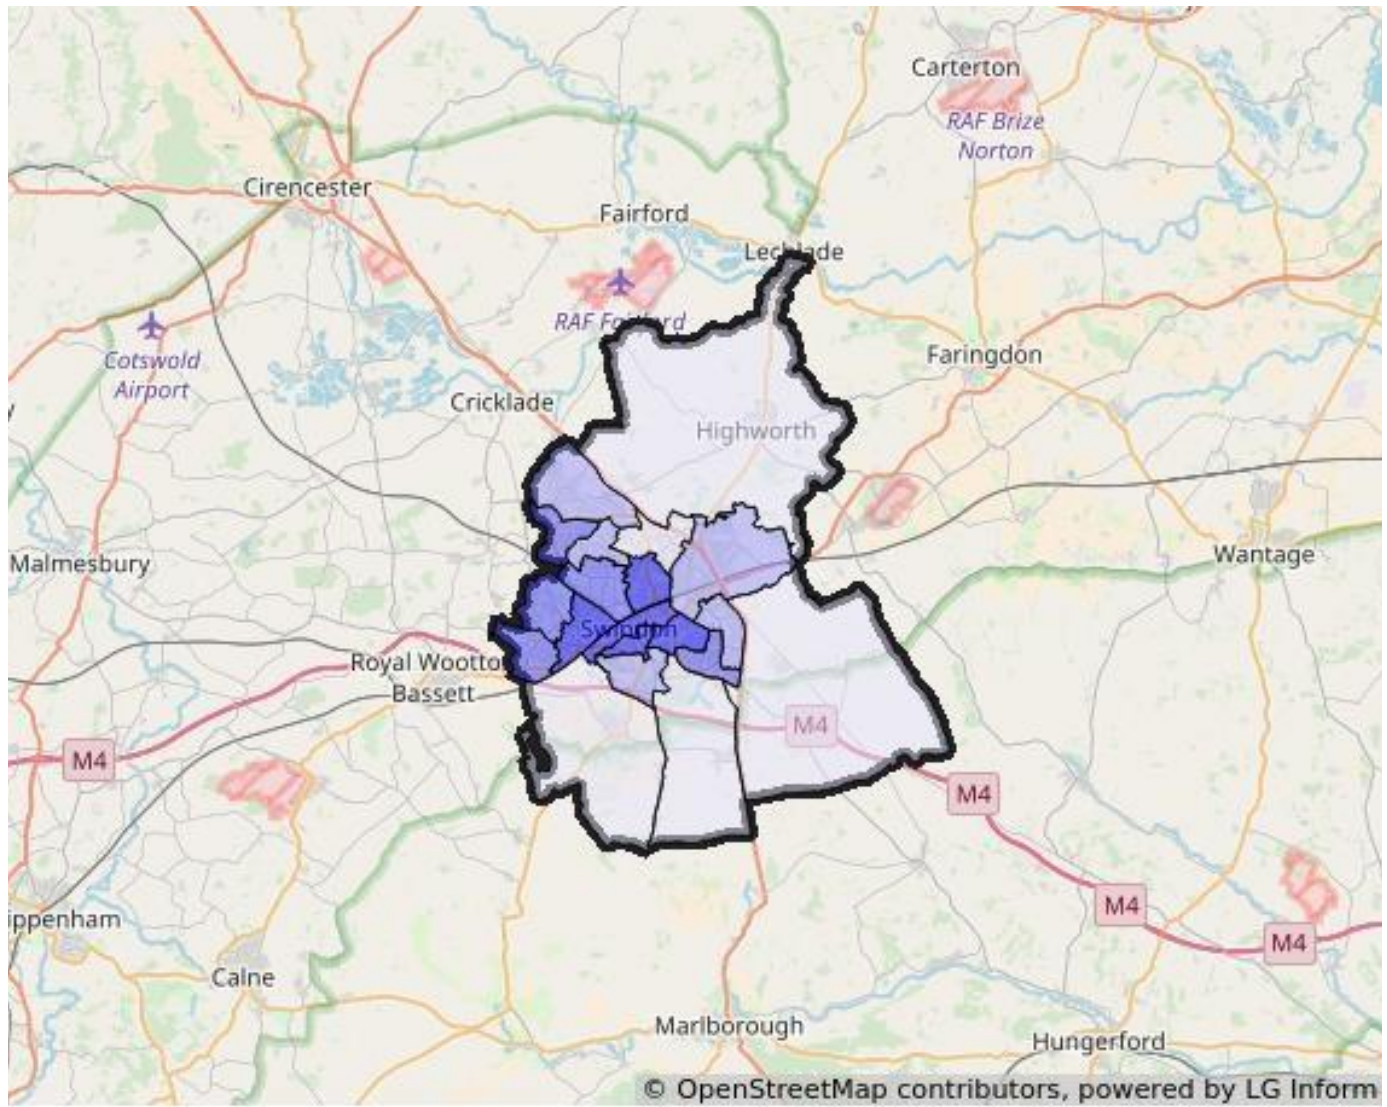 Carterton
RAF Brize
Norton
Cirencester
Fairford
Lechlade
RAF Fairford
Cotswold
Airport
Faringdon
Cricklade
Highworth
Malmesbury
Wantage
Swindon
Royal Wootto
Bassett
M4
M4
M4
M4
M4
ippenham
Calne
Marlborough
Hungerford
© OpenStreetMap contributors, powered by LG Inform